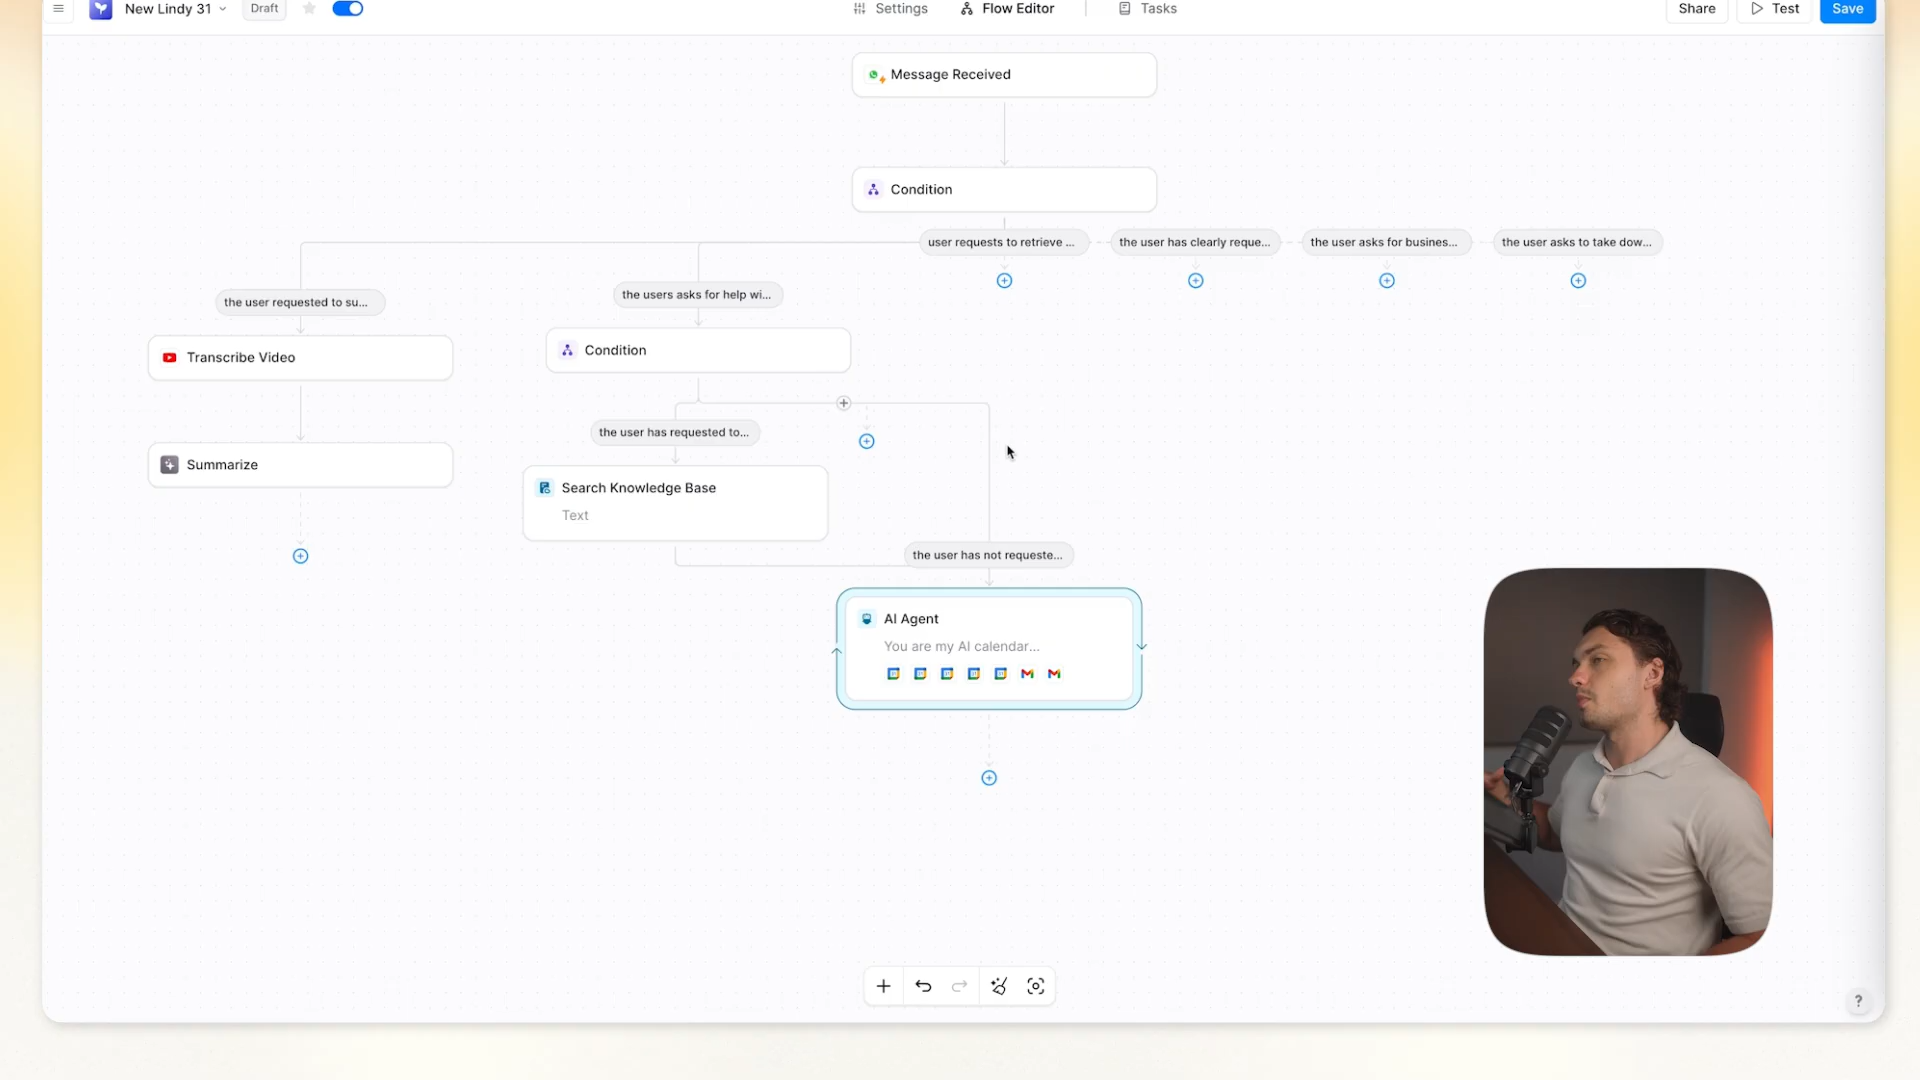 New Lindy 31
Draft
Settings
Flow Editor
Tasks
Share
Test
Save
Message Received
Condition
user requests to retrieve ...
the user has clearly reque...
the user asks for busines...
the user asks to take dow...
the user requested to su...
the users asks for help wi...
Transcribe Video
Condition
the user has requested to...
Summarize
Search Knowledge Base
Text
the user has not requeste...
AI Agent
You are my AI calendar...
?